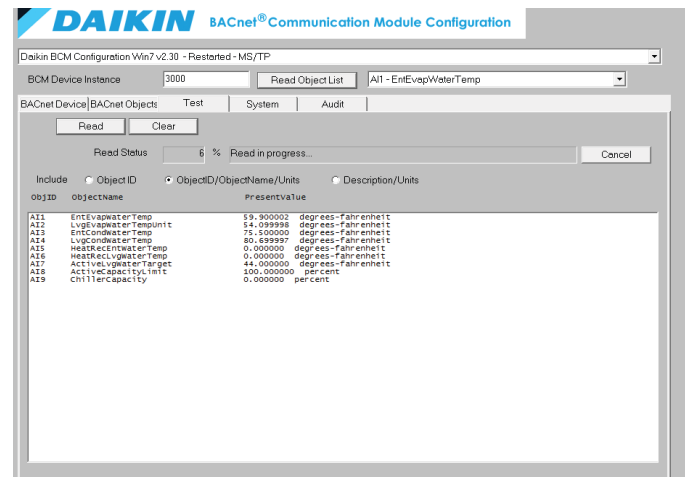 DAIKIN BACnet®Communication Module Configuration
Daikin BCM Configuration Win7 v2.30 - Restarted - MS/TP
BCM Device Instance 3000 Read Object List AI1 - EntEvapWaterTemp
BACnet Device BACnet Objects Test System Audit
Read Clear
Read Status 6 % Read in progress... Cancel
Include Object ID ObjectID/ObjectName/Units Description/Units
ObjID ObjectName PresentValue
AI1 EntEvapWaterTemp 59.900002 degrees-fahrenheit
AI2 LvgEvapWaterTempUnit 54.099998 degrees-fahrenheit
AI3 EntCondWaterTemp 75.500000 degrees-fahrenheit
AI4 LvgCondWaterTemp 80.699997 degrees-fahrenheit
AI5 HeatRecEntWaterTemp 0.000000 degrees-fahrenheit
AI6 HeatRecLvgWaterTemp 0.000000 degrees-fahrenheit
AI7 ActiveLvgWaterTarget 44.000000 degrees-fahrenheit
AI8 ActiveCapacityLimit 100.000000 percent
AI9 ChillerCapacity 0.000000 percent